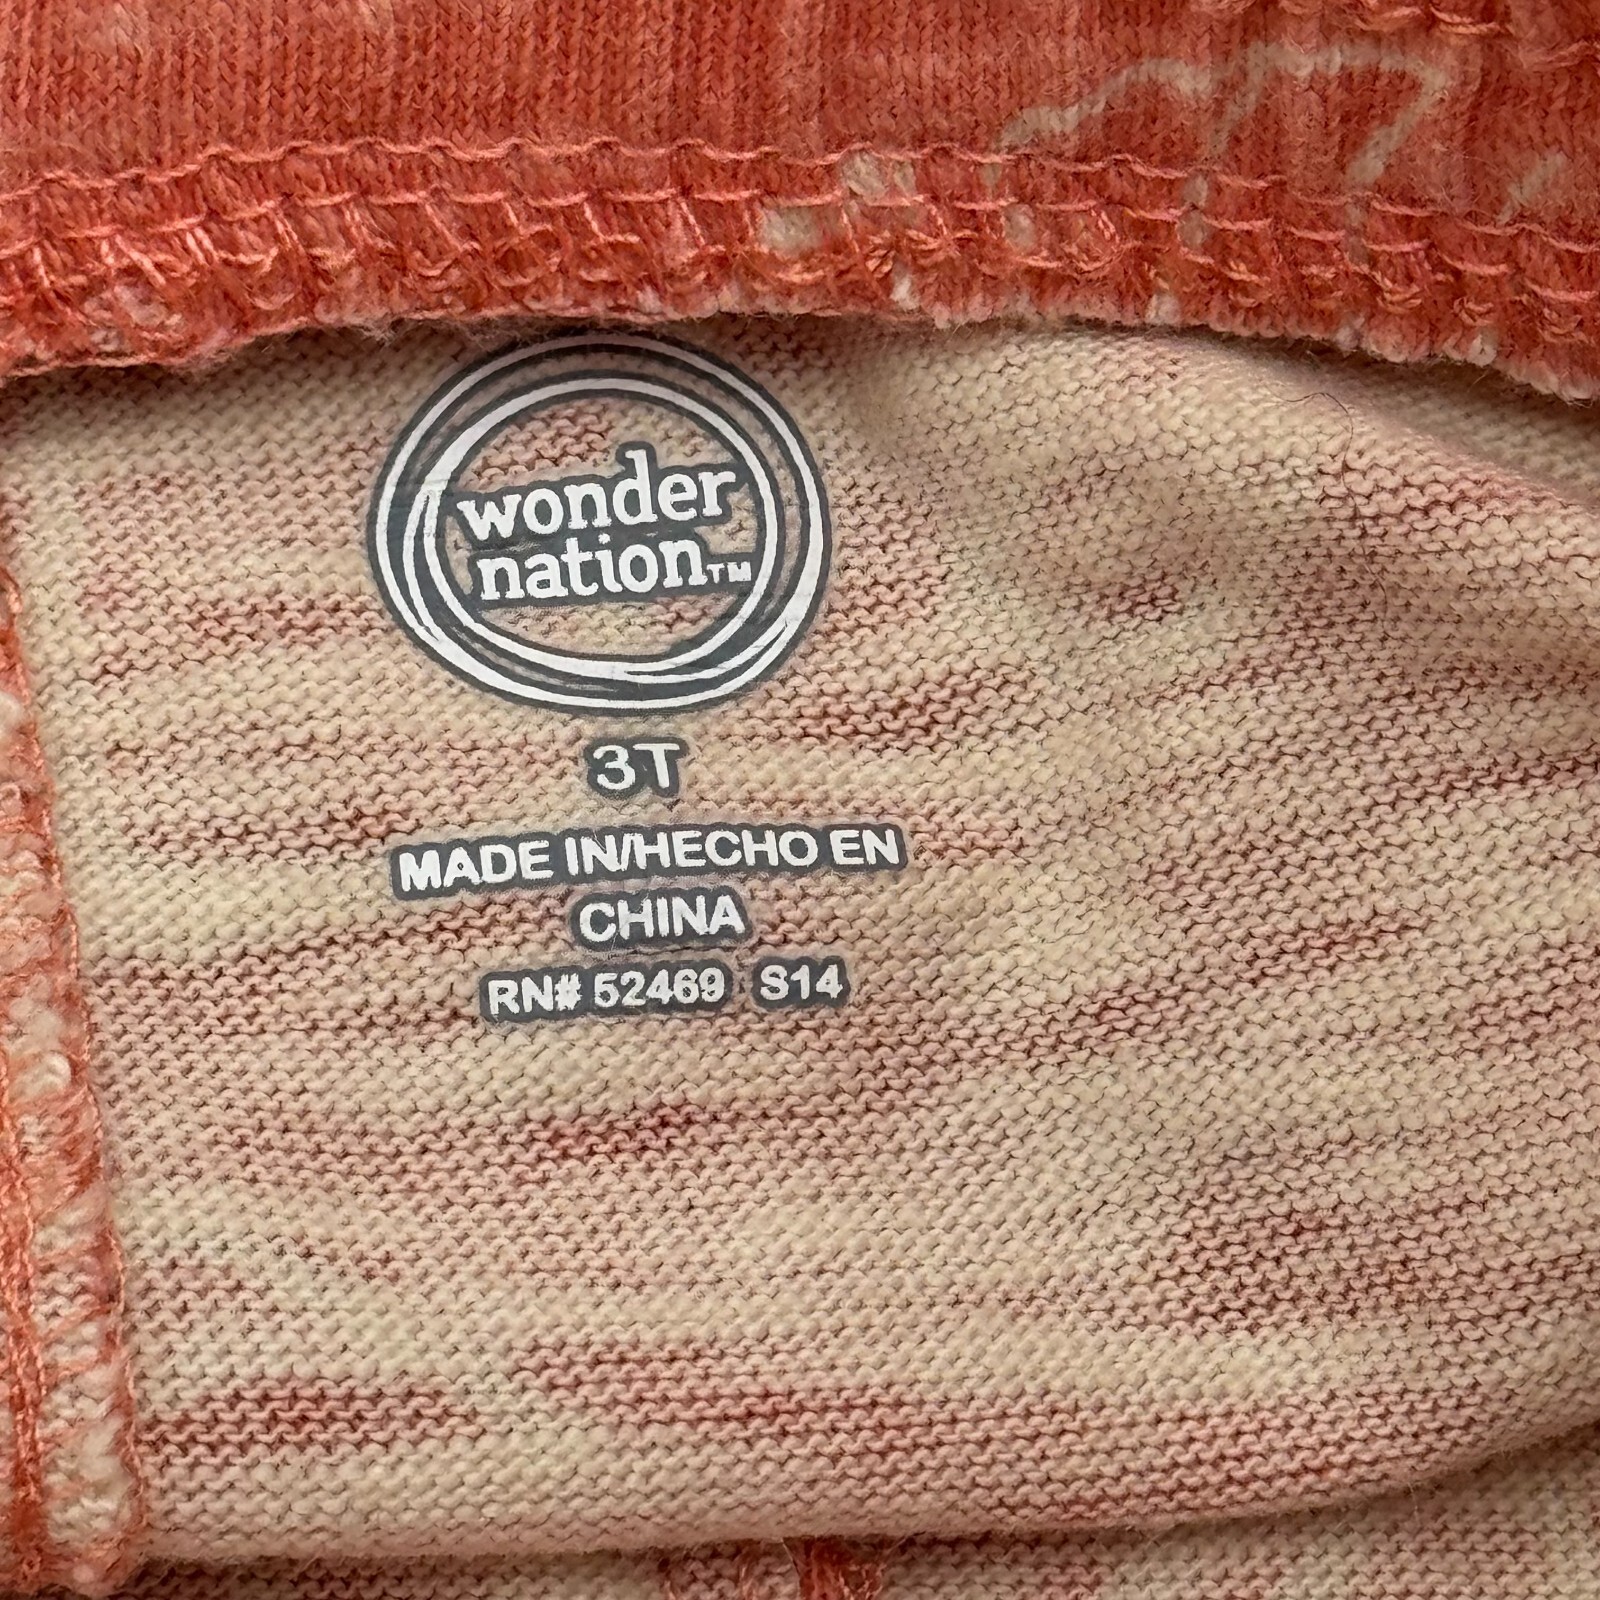 wonder
nation™
3T
MADE IN/HECHO EN
CHINA
RN# 52469 S14